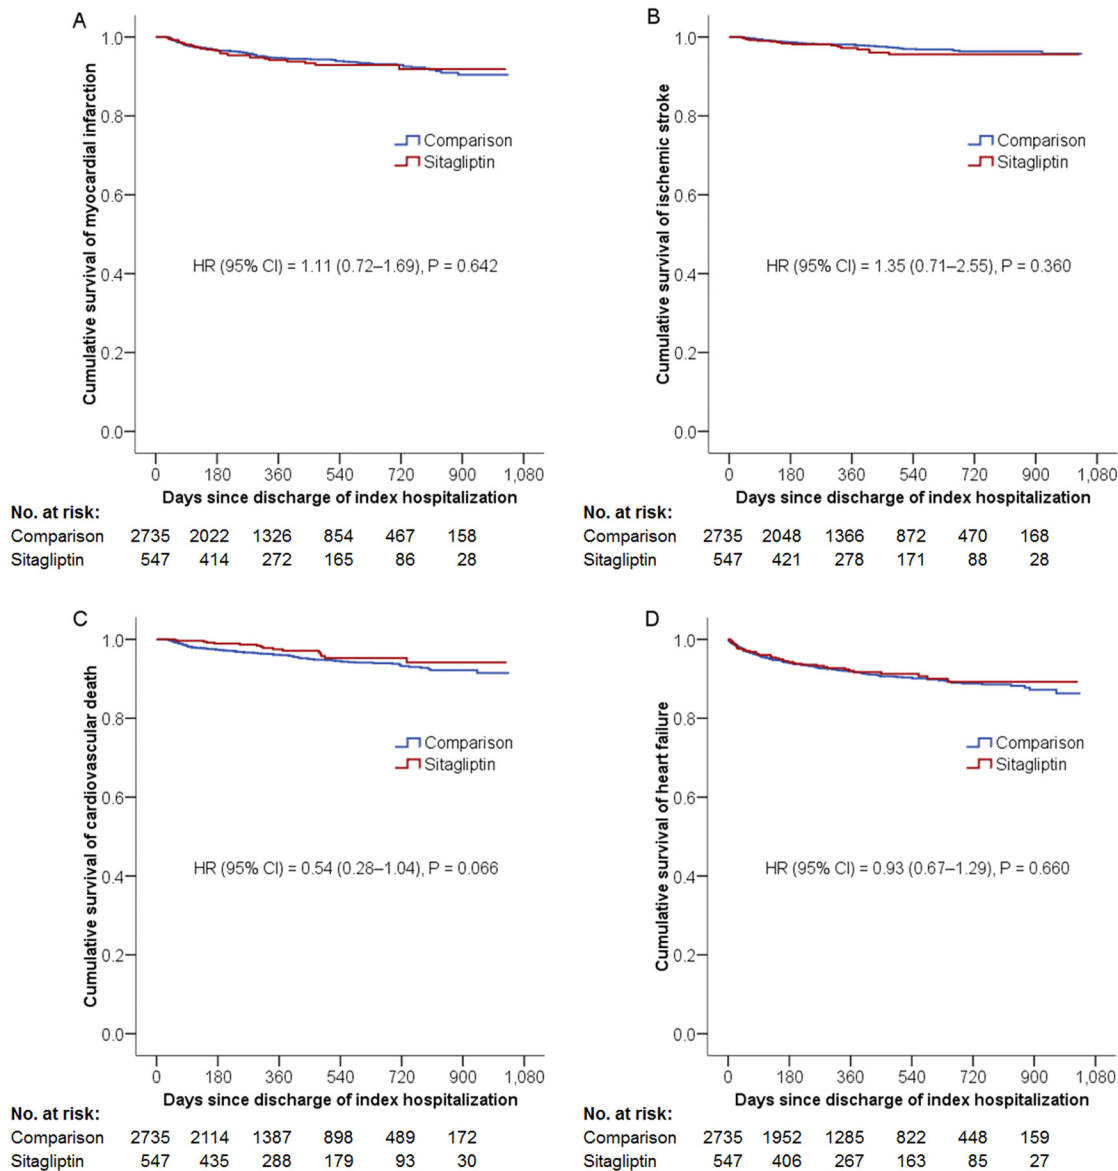 A
Cumulative survival of myocardial infarction
1.0
0.8
0.6
0.4
0.2
0.0
Comparison
Sitagliptin
HR (95% CI) = 1.11 (0.72–1.69), P = 0.642
0 180 360 540 720 900 1,080
Days since discharge of index hospitalization
No. at risk:
Comparison 2735 2022 1326 854 467 158
Sitagliptin 547 414 272 165 86 28
B
Cumulative survival of ischemic stroke
1.0
0.8
0.6
0.4
0.2
0.0
Comparison
Sitagliptin
HR (95% CI) = 1.35 (0.71–2.55), P = 0.360
0 180 360 540 720 900 1,080
Days since discharge of index hospitalization
No. at risk:
Comparison 2735 2048 1366 872 470 168
Sitagliptin 547 421 278 171 88 28
C
Cumulative survival of cardiovascular death
1.0
0.8
0.6
0.4
0.2
0.0
Comparison
Sitagliptin
HR (95% CI) = 0.54 (0.28–1.04), P = 0.066
0 180 360 540 720 900 1,080
Days since discharge of index hospitalization
No. at risk:
Comparison 2735 2114 1387 898 489 172
Sitagliptin 547 435 288 179 93 30
D
Cumulative survival of heart failure
1.0
0.8
0.6
0.4
0.2
0.0
Comparison
Sitagliptin
HR (95% CI) = 0.93 (0.67–1.29), P = 0.660
0 180 360 540 720 900 1,080
Days since discharge of index hospitalization
No. at risk:
Comparison 2735 1952 1285 822 448 159
Sitagliptin 547 406 267 163 85 27